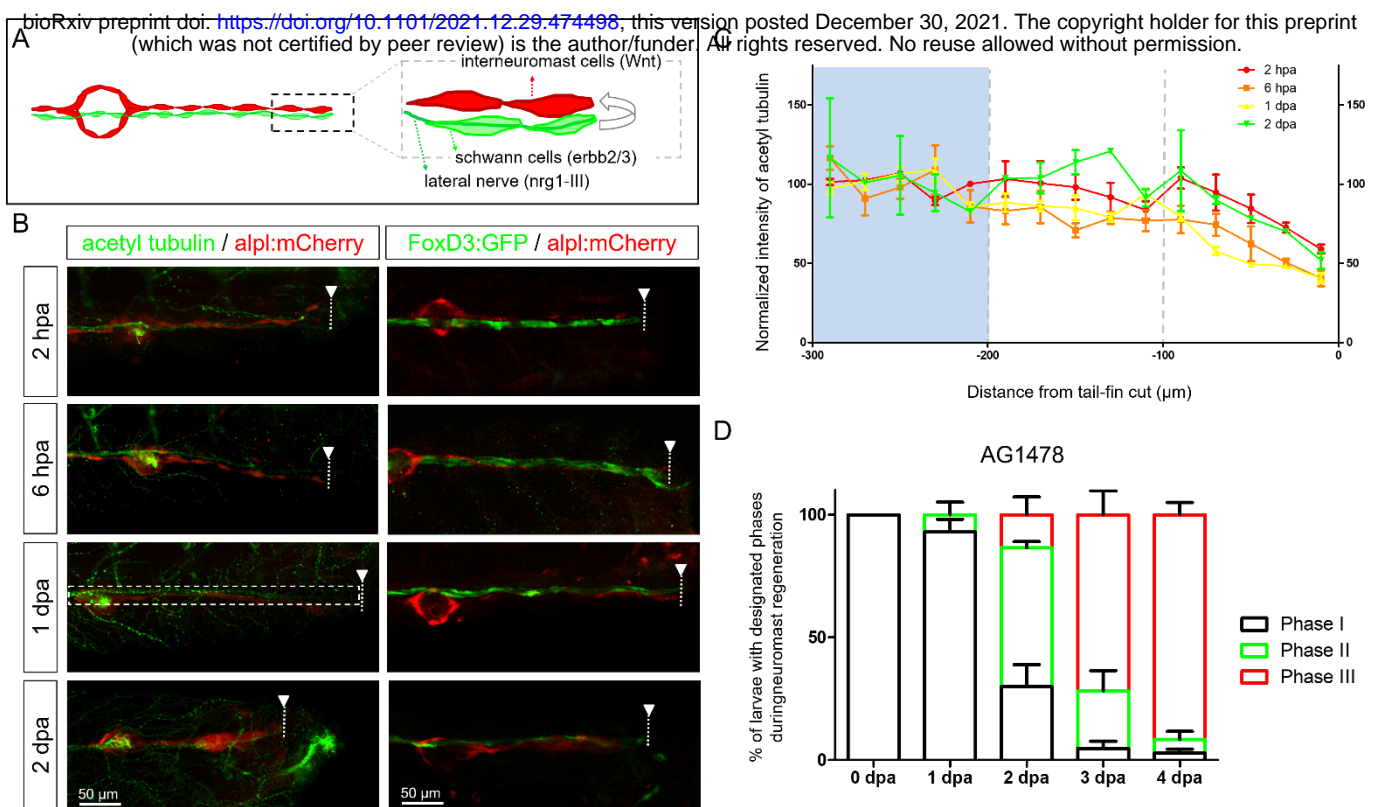 bioRxiv preprint doi: https://doi.org/10.1101/2021.12.29.474498; this version posted December 30, 2021. The copyright holder for this preprint
(which was not certified by peer review) is the author/funder. All rights reserved. No reuse allowed without permission.
A
interneuromast cells (Wnt)
schwann cells (erbb2/3)
lateral nerve (nrg1-III)
B
acetyl tubulin / alpl:mCherry
FoxD3:GFP / alpl:mCherry
2 hpa
6 hpa
1 dpa
2 dpa
50 µm
50 µm
C
Normalized intensity of acetyl tubulin
150
100
50
0
150
100
50
0
-300
-200
-100
0
Distance from tail-fin cut (µm)
2 hpa
6 hpa
1 dpa
2 dpa
D
AG1478
% of larvae with designated phases
duringneuromast regeneration
100
50
0
0 dpa
1 dpa
2 dpa
3 dpa
4 dpa
Phase I
Phase II
Phase III